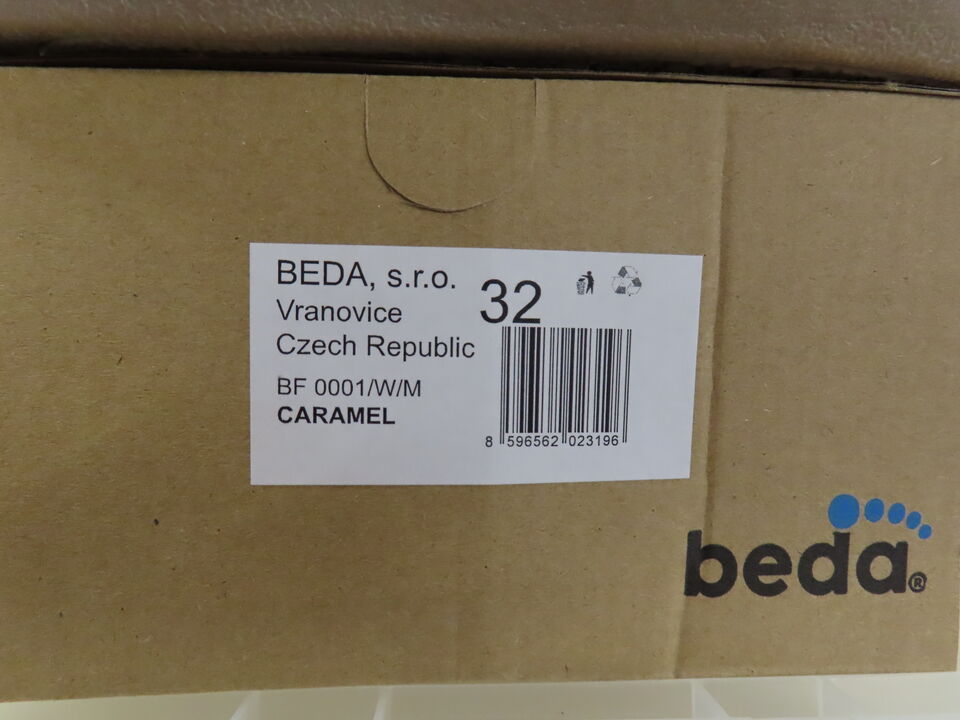 BEDA, s.r.o.
32
Vranovice
Czech Republic
BF 0001/W/M
CARAMEL
8 596562 023196
beda®